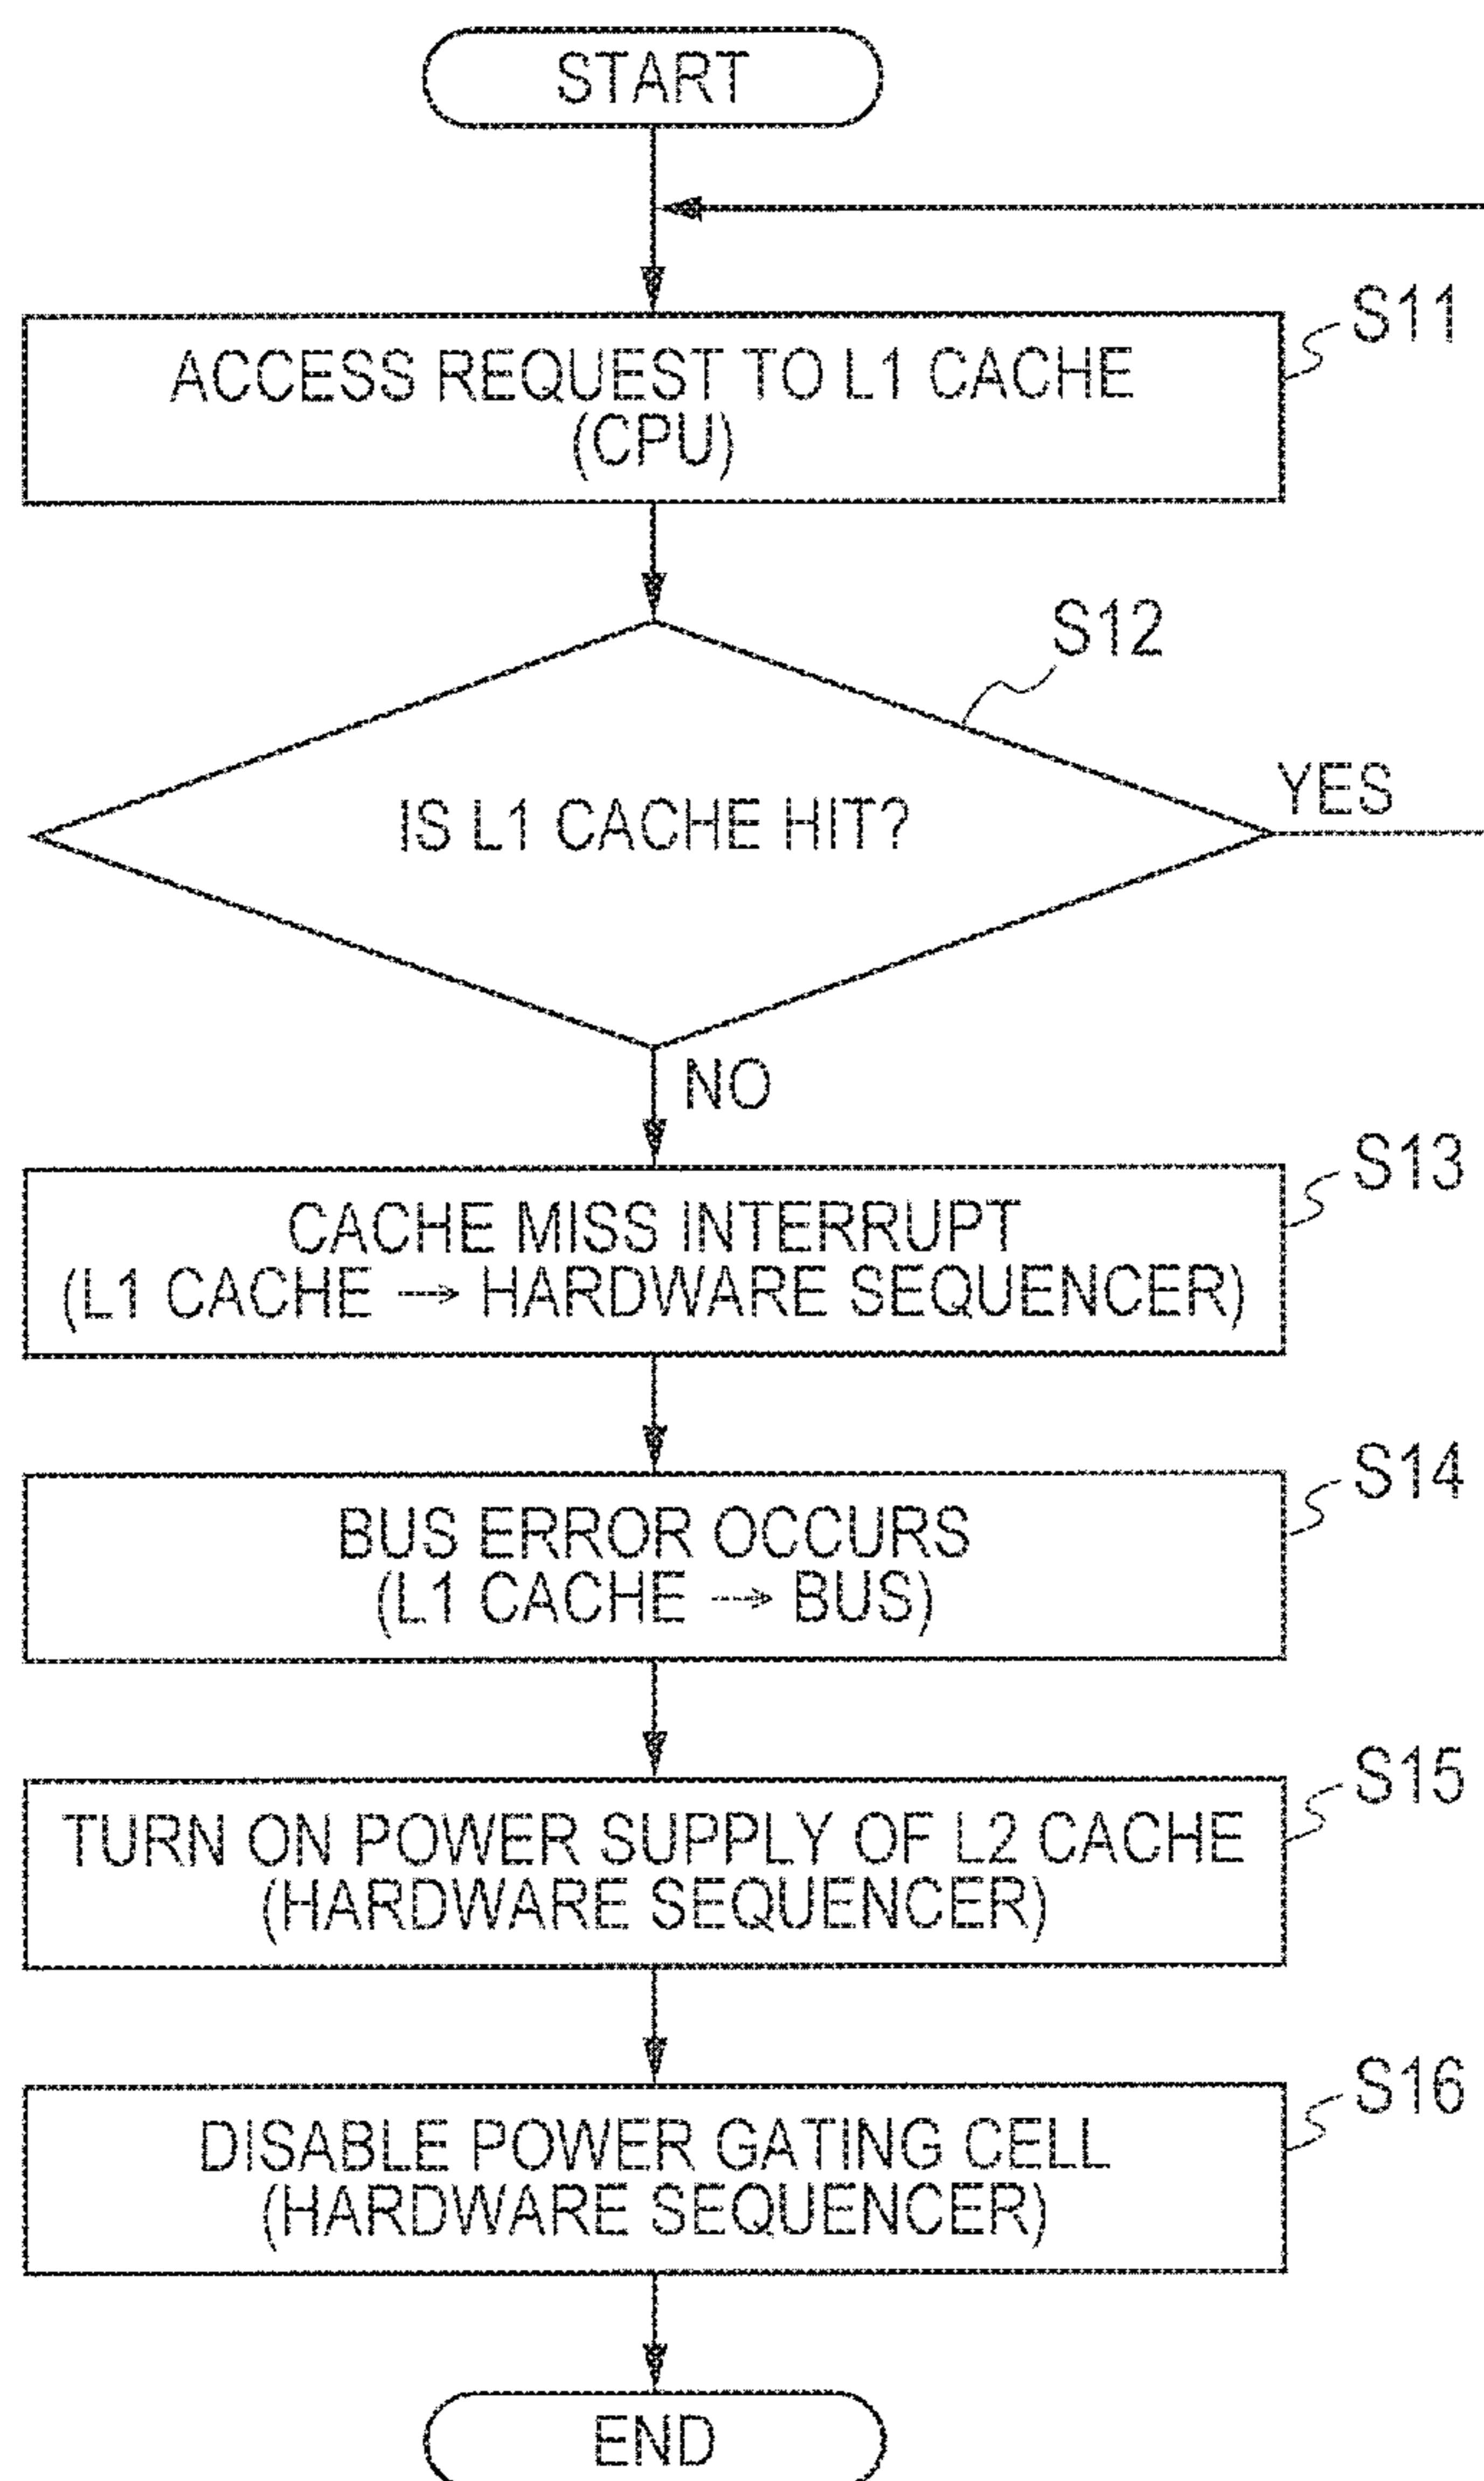 START
S11
ACCESS REQUEST TO L1 CACHE
(CPU)
S12
IS L1 CACHE HIT?
YES
NO
S13
CACHE MISS INTERRUPT
(L1 CACHE → HARDWARE SEQUENCER)
S14
BUS ERROR OCCURS
(L1 CACHE → BUS)
S15
TURN ON POWER SUPPLY OF L2 CACHE
(HARDWARE SEQUENCER)
S16
DISABLE POWER GATING CELL
(HARDWARE SEQUENCER)
END